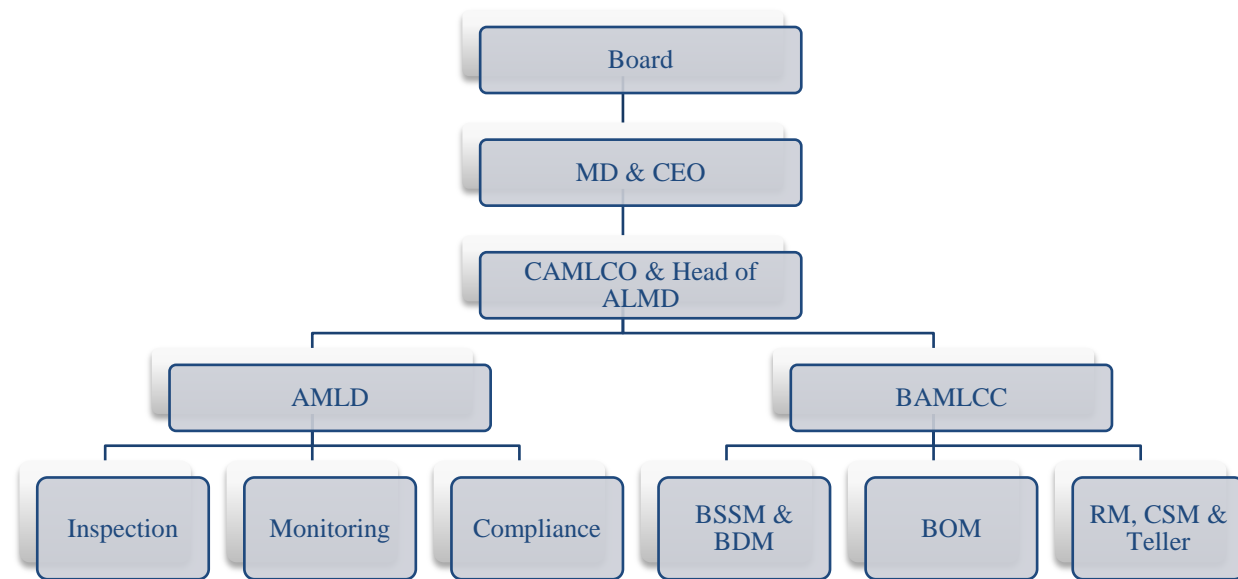 Board
MD & CEO
CAMLCO & Head of
ALMD
AMLD
BAMLCC
Inspection
Monitoring
Compliance
BSSM &
BDM
BOM
RM, CSM &
Teller